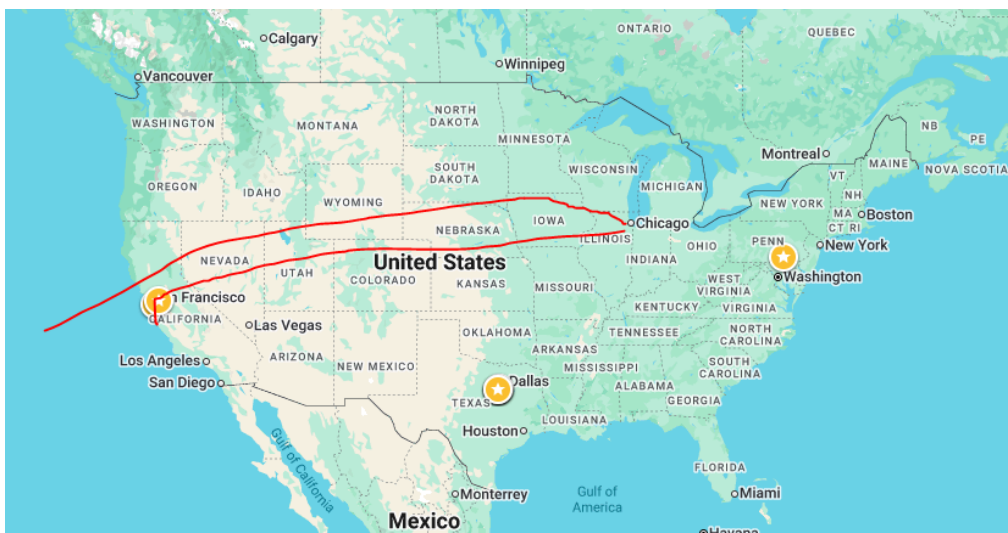 Calgary
Winnipeg
ONTARIO
QUEBEC
Vancouver
WASHINGTON
MONTANA
NORTH
DAKOTA
MINNESOTA
Montreal
NB
PE
MAINE
NOVA SCOTIA
OREGON
IDAHO
SOUTH
DAKOTA
WISCONSIN
MICHIGAN
VT
NH
WYOMING
NEW YORK
MA
Boston
CT RI
IOWA
Chicago
NEBRASKA
ILLINOIS
NEVADA
UTAH
COLORADO
United States
KANSAS
INDIANA
OHIO
PENN
New York
MISSOURI
WEST
VIRGINIA
Washington
VIRGINIA
KENTUCKY
n Francisco
CALIFORNIA
Las Vegas
OKLAHOMA
TENNESSEE
NORTH
CAROLINA
Los Angeles
ARIZONA
NEW MEXICO
ARKANSAS
MISSISSIPPI
SOUTH
CAROLINA
San Diego
Dallas
TEXAS
ALABAMA
GEORGIA
LOUISIANA
Houston
Gulf of California
FLORIDA
Monterrey
Gulf of
America
Miami
Mexico
Havana